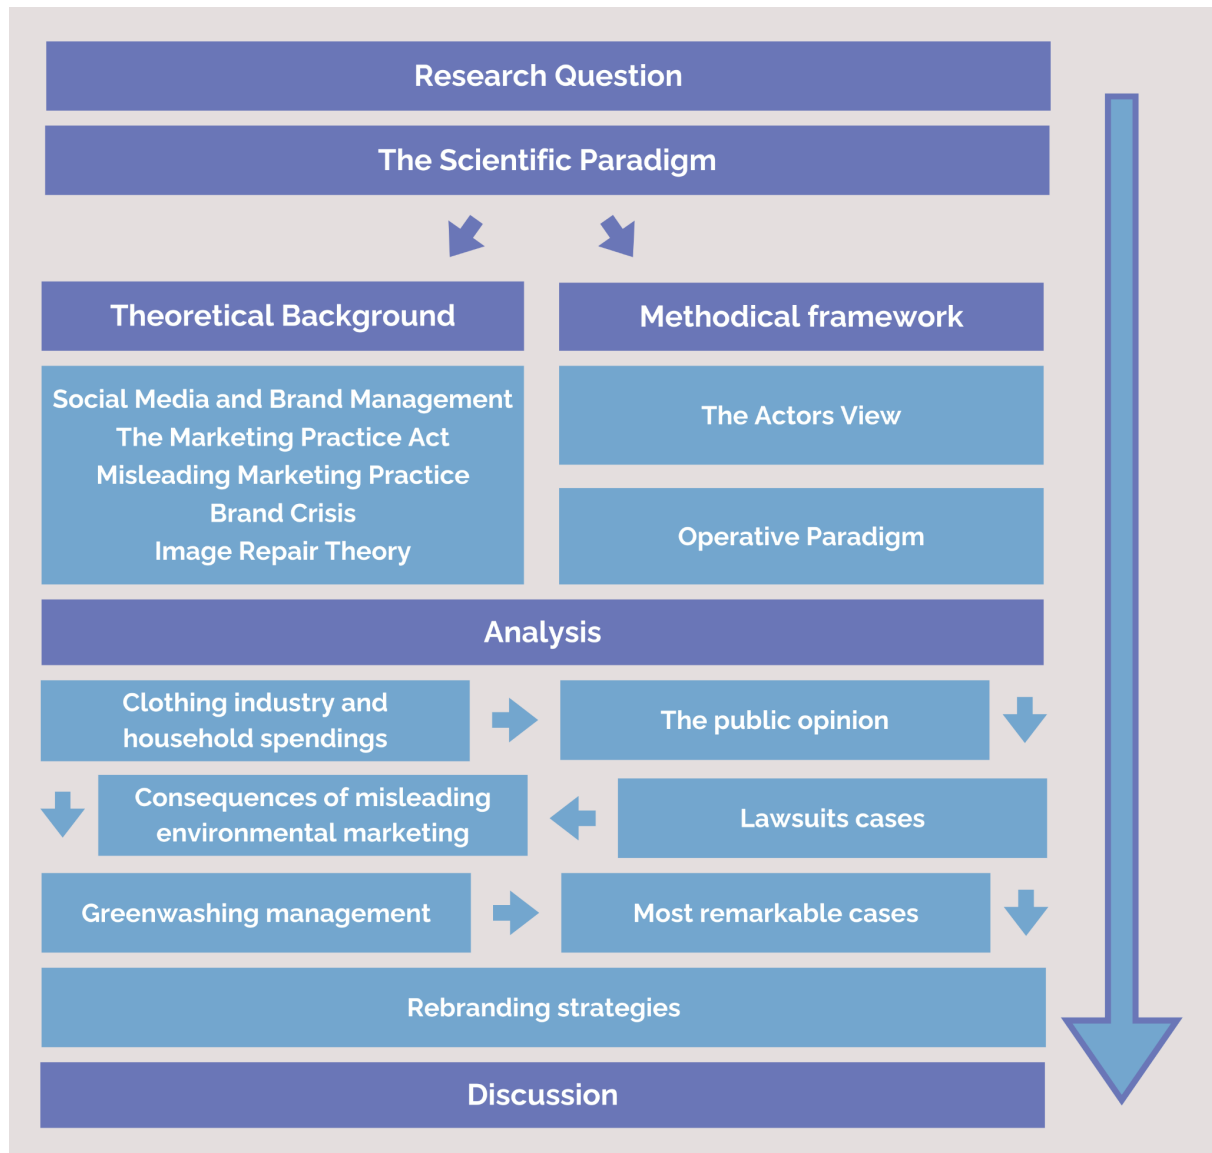 Research Question
The Scientific Paradigm
Theoretical Background
Methodical framework
Social Media and Brand Management
The Marketing Practice Act
Misleading Marketing Practice
Brand Crisis
Image Repair Theory
The Actors View
Operative Paradigm
Analysis
Clothing industry and
household spendings
The public opinion
Lawsuits cases
Consequences of misleading
environmental marketing
Greenwashing management
Most remarkable cases
Rebranding strategies
Discussion